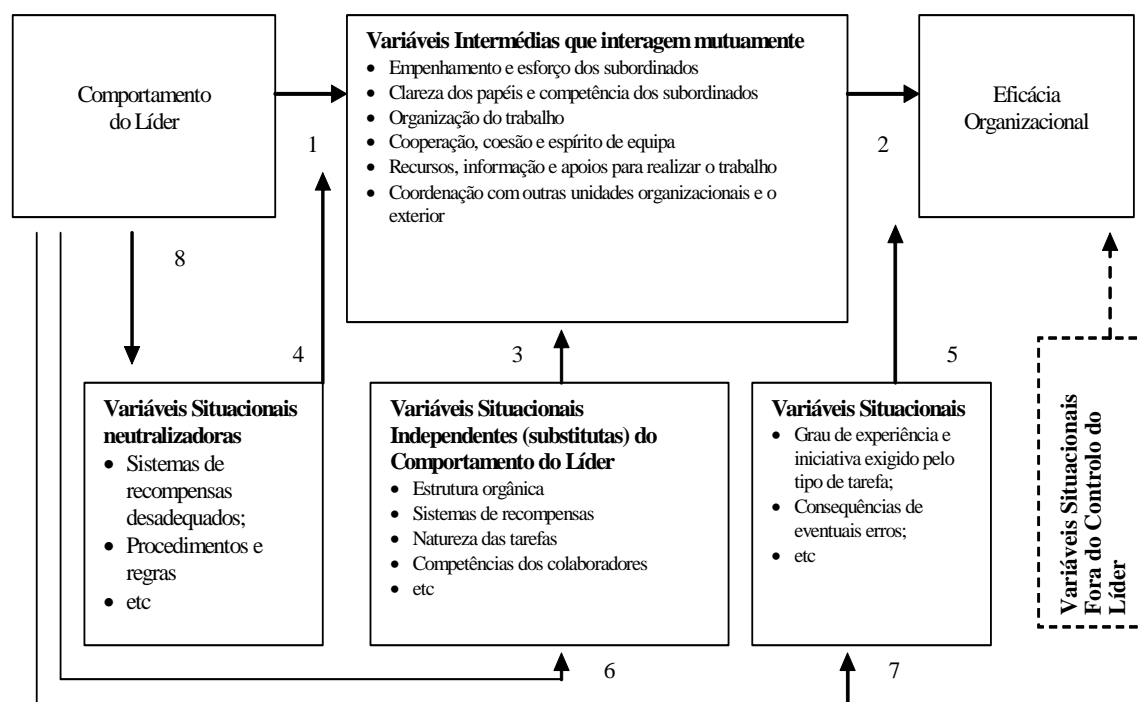 Comportamento
do Líder
Variáveis Intermédias que interagem mutuamente
• Empenhamento e esforço dos subordinados
• Clareza dos papéis e competência dos subordinados
• Organização do trabalho
• Cooperação, coesão e espírito de equipa
• Recursos, informação e apoios para realizar o trabalho
• Coordenação com outras unidades organizacionais e o
exterior
Eficácia
Organizacional
1
2
8
4
3
5
Variáveis Situacionais
neutralizadoras
• Sistemas de
recompensas
desadequados;
• Procedimentos e
regras
• etc
Variáveis Situacionais
Independentes (substitutas) do
Comportamento do Líder
• Estrutura orgânica
• Sistemas de recompensas
• Natureza das tarefas
• Competências dos colaboradores
• etc
Variáveis Situacionais
• Grau de experiência e
iniciativa exigido pelo
tipo de tarefa;
• Consequências de
eventuais erros;
• etc
Variáveis Situacionais
Fora do Controlo do
Líder
6
7